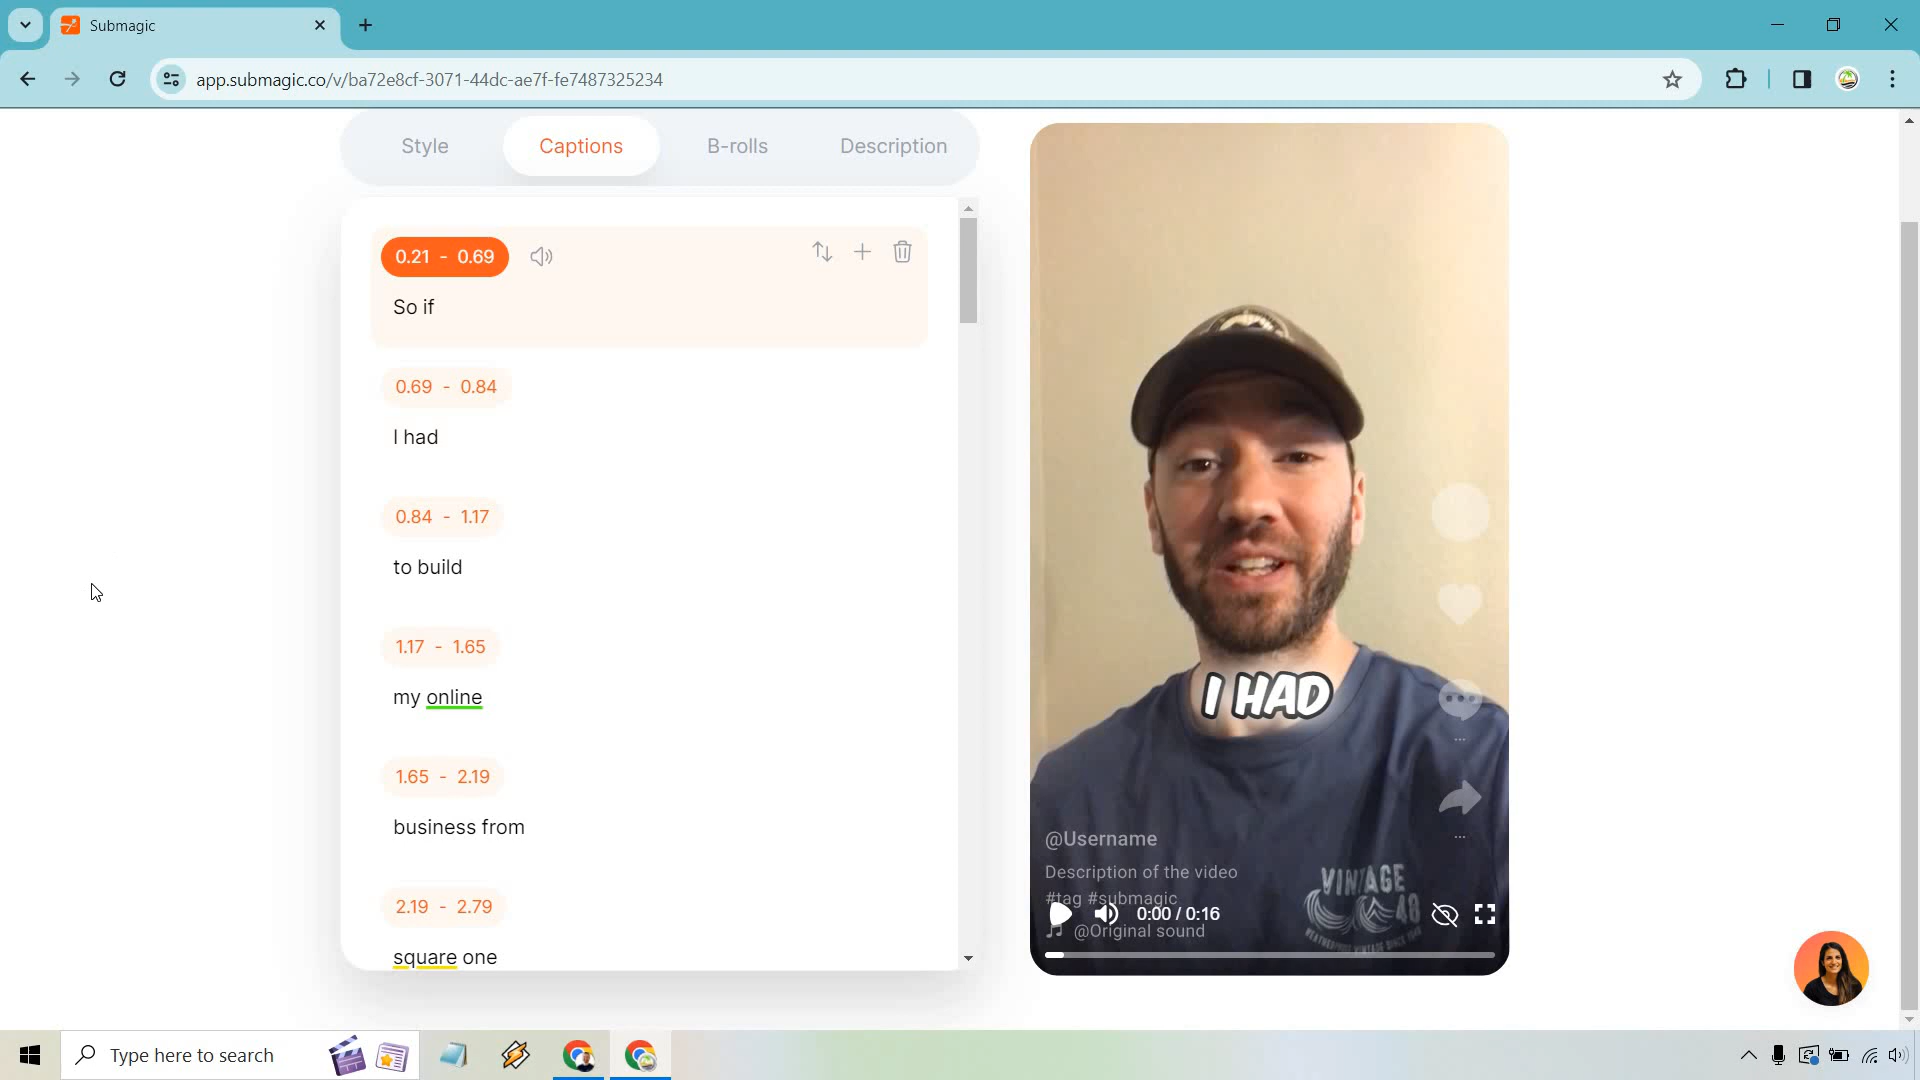 Submagic
app.submagic.co/v/ba72e8cf-3071-44dc-ae7f-fe7487325234
Style
Captions
B-rolls
Description
0.21 - 0.69
So if
0.69 - 0.84
I had
0.84 - 1.17
to build
1.17 - 1.65
my online
1.65 - 2.19
business from
2.19 - 2.79
square one
I HAD
...
...
@Username
Description of the video
#tag #submagic
0:00 / 0:16
@Original sound
VINTAGE
48
Type here to search